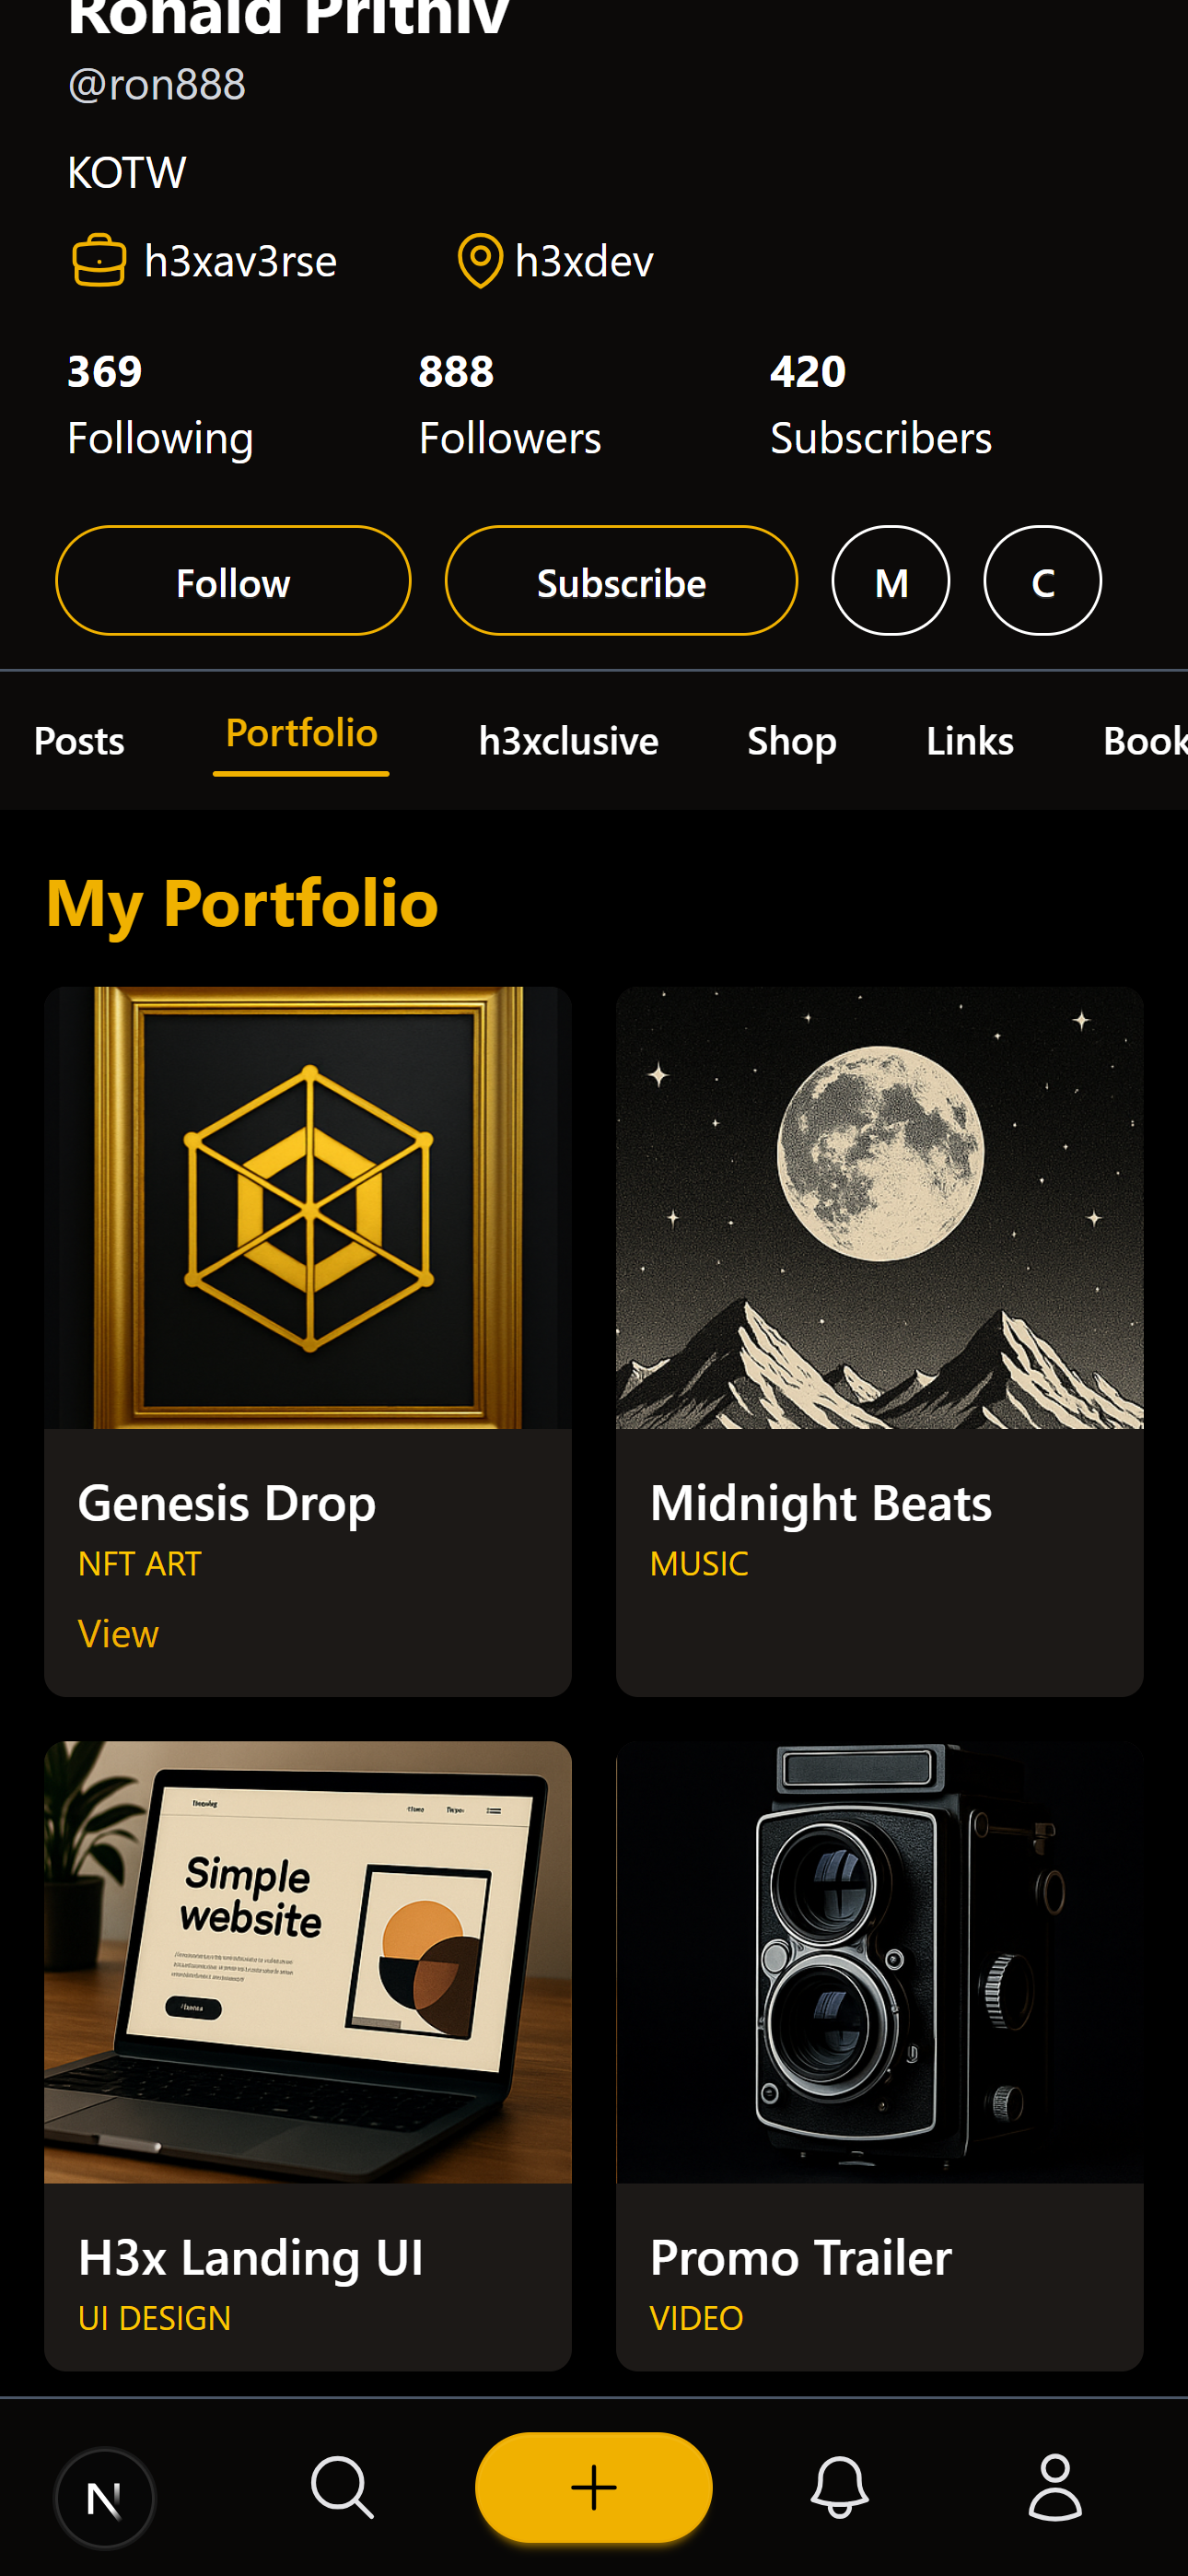 Ronald Prithiv
@ron888
KOTW
h3xav3rse h3xdev
369 888 420
Following Followers Subscribers
Follow Subscribe M C
Posts Portfolio h3xclusive Shop Links Book
My Portfolio
Genesis Drop
NFT ART
View
Midnight Beats
MUSIC
Simple
website
H3x Landing UI
UI DESIGN
Promo Trailer
VIDEO
N